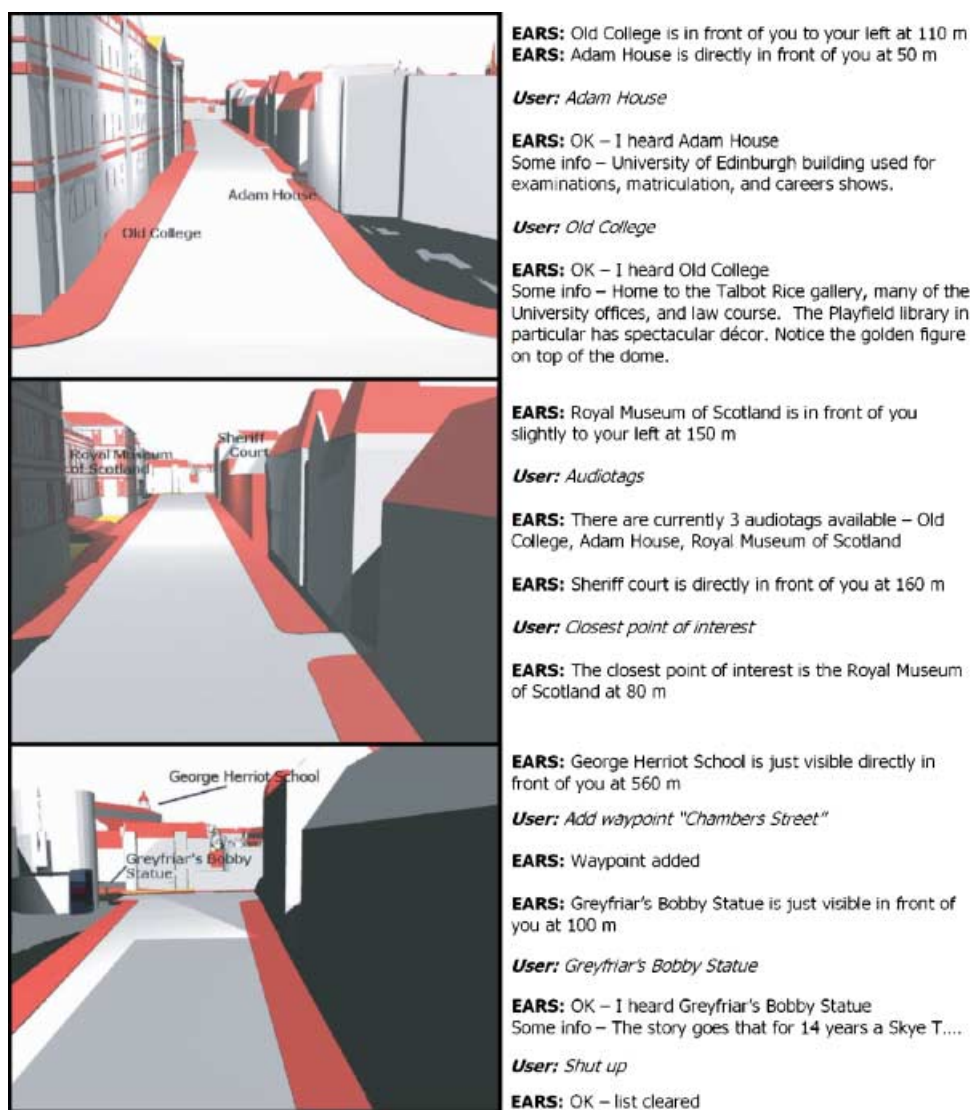 Adam House
Old College
EARS: Old College is in front of you to your left at 110 m
EARS: Adam House is directly in front of you at 50 m
User: Adam House
EARS: OK – I heard Adam House
Some info – University of Edinburgh building used for
examinations, matriculation, and careers shows.
User: Old College
EARS: OK – I heard Old College
Some info – Home to the Talbot Rice gallery, many of the
University offices, and law course. The Playfield library in
particular has spectacular décor. Notice the golden figure
on top of the dome.
Sheriff
Court
Royal Museum
of Scotland
EARS: Royal Museum of Scotland is in front of you
slightly to your left at 150 m
User: Audiotags
EARS: There are currently 3 audiotags available – Old
College, Adam House, Royal Museum of Scotland
EARS: Sheriff court is directly in front of you at 160 m
User: Closest point of interest
EARS: The closest point of interest is the Royal Museum
of Scotland at 80 m
George Herriot School
Greyfriar's Bobby
Statue
EARS: George Herriot School is just visible directly in
front of you at 560 m
User: Add waypoint "Chambers Street"
EARS: Waypoint added
EARS: Greyfriar's Bobby Statue is just visible in front of
you at 100 m
User: Greyfriar's Bobby Statue
EARS: OK – I heard Greyfriar's Bobby Statue
Some info – The story goes that for 14 years a Skye T....
User: Shut up
EARS: OK – list cleared